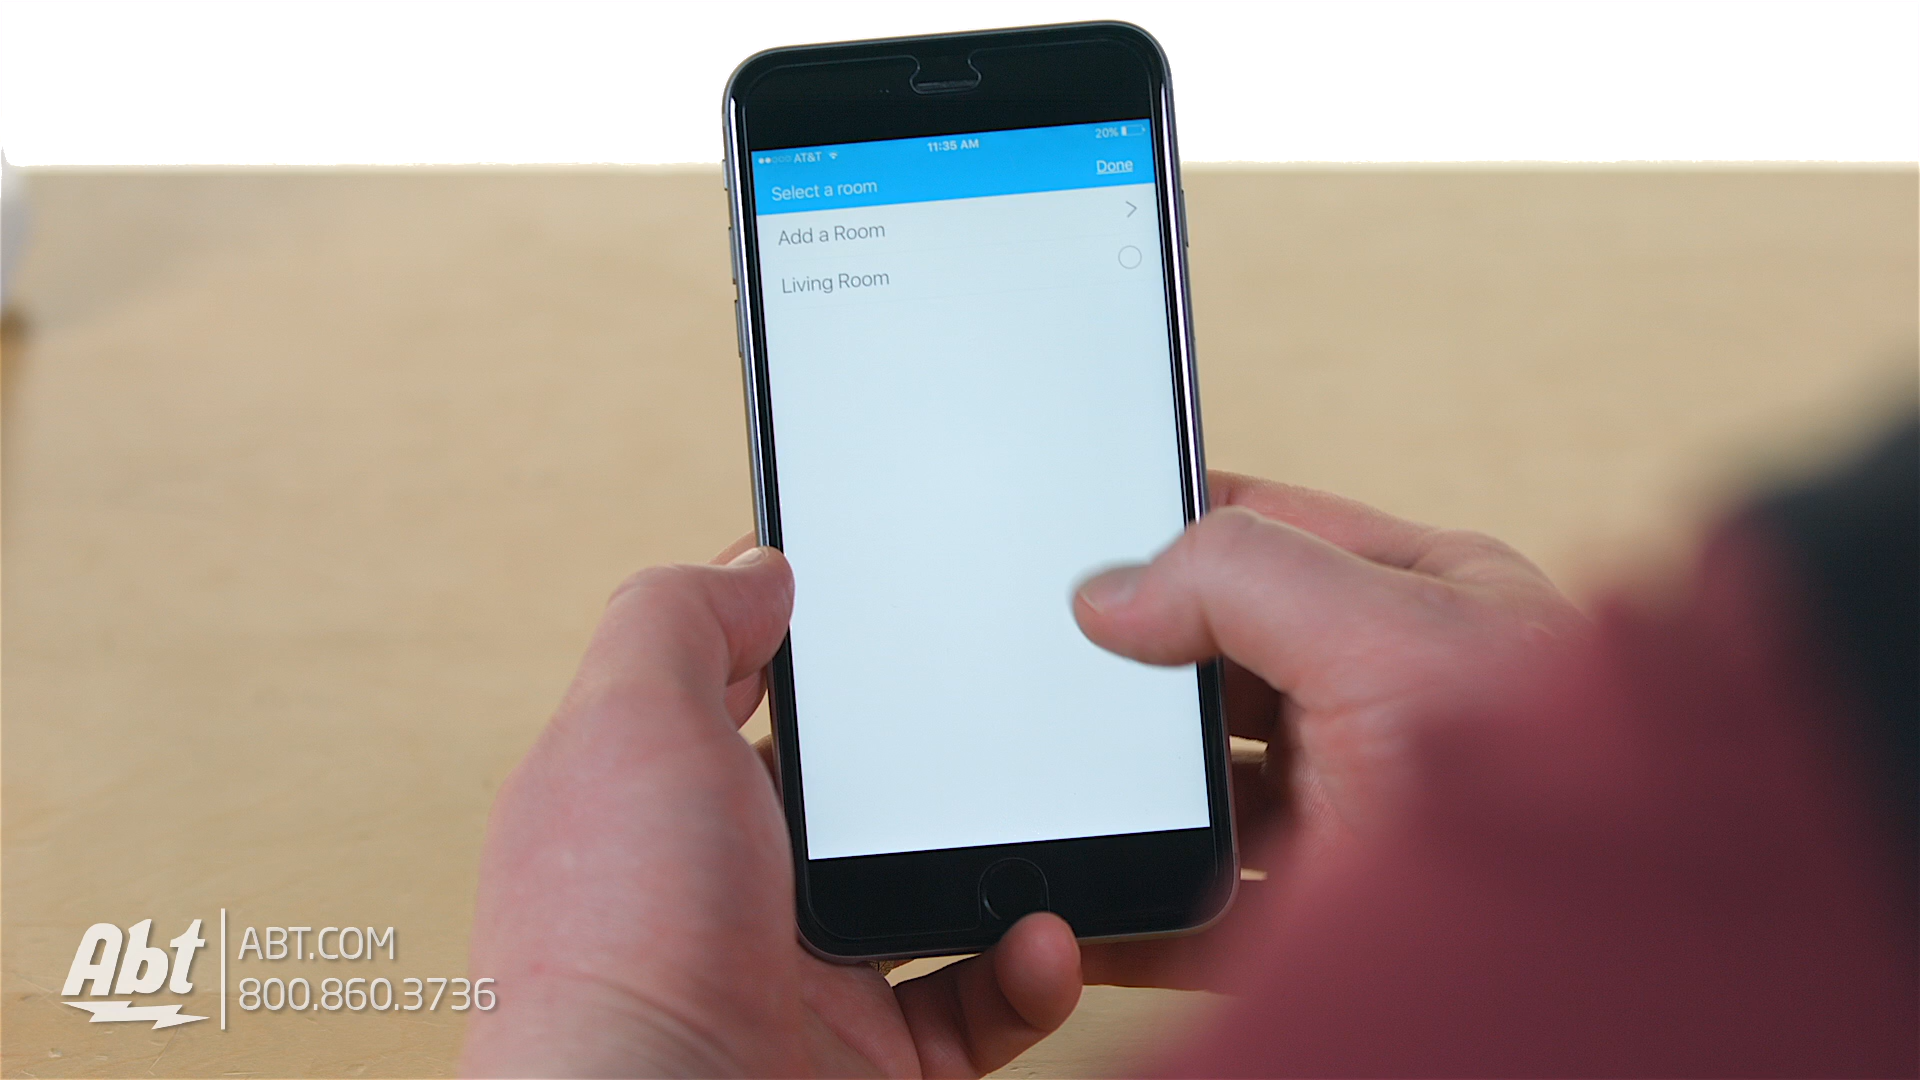 AT&T 11:35 AM 20%
Select a room Done
Add a Room
Living Room
Abt
ABT.COM
800.860.3736